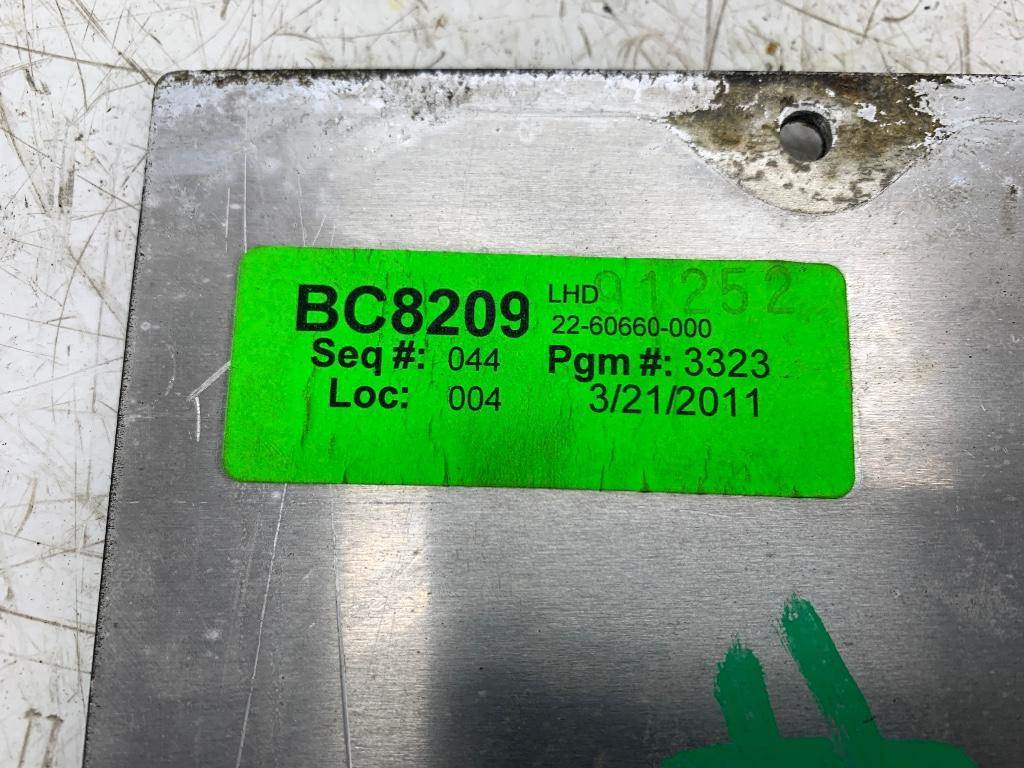 BC8209 LHD 91252
22-60660-000
Seq #: 044 Pgm #: 3323
Loc: 004 3/21/2011